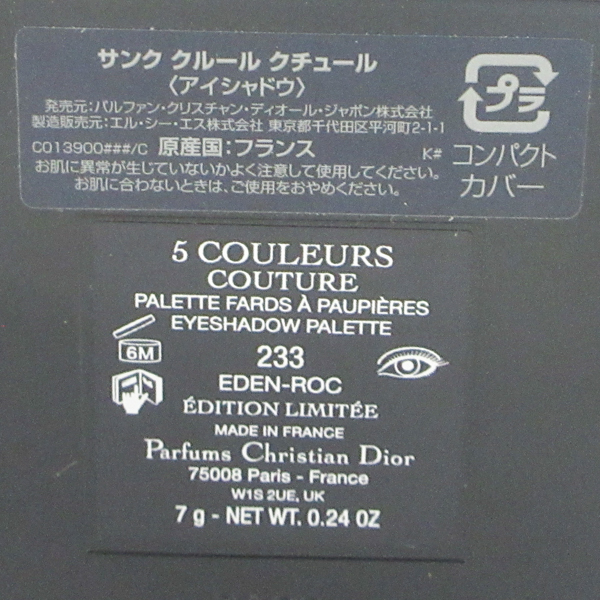 サンク クルール クチュール
〈アイシャドウ〉
発売元：パルファン・クリスチャン・ディオール・ジャポン株式会社
製造販売元：エル・シー・エス株式会社 東京都千代田区平河町2-1-1
C013900###/C 原産国：フランス K#
お肌に異常が生じていないかよく注意して使用してください。
お肌に合わないときは、ご使用をおやめください。
プラ
コンパクト
カバー
5 COULEURS
COUTURE
PALETTE FARDS À PAUPIÈRES
EYESHADOW PALETTE
6M
233
EDEN-ROC
ÉDITION LIMITÉE
MADE IN FRANCE
Parfums Christian Dior
75008 Paris - France
W1S 2UE, UK
7 g - NET WT. 0.24 OZ